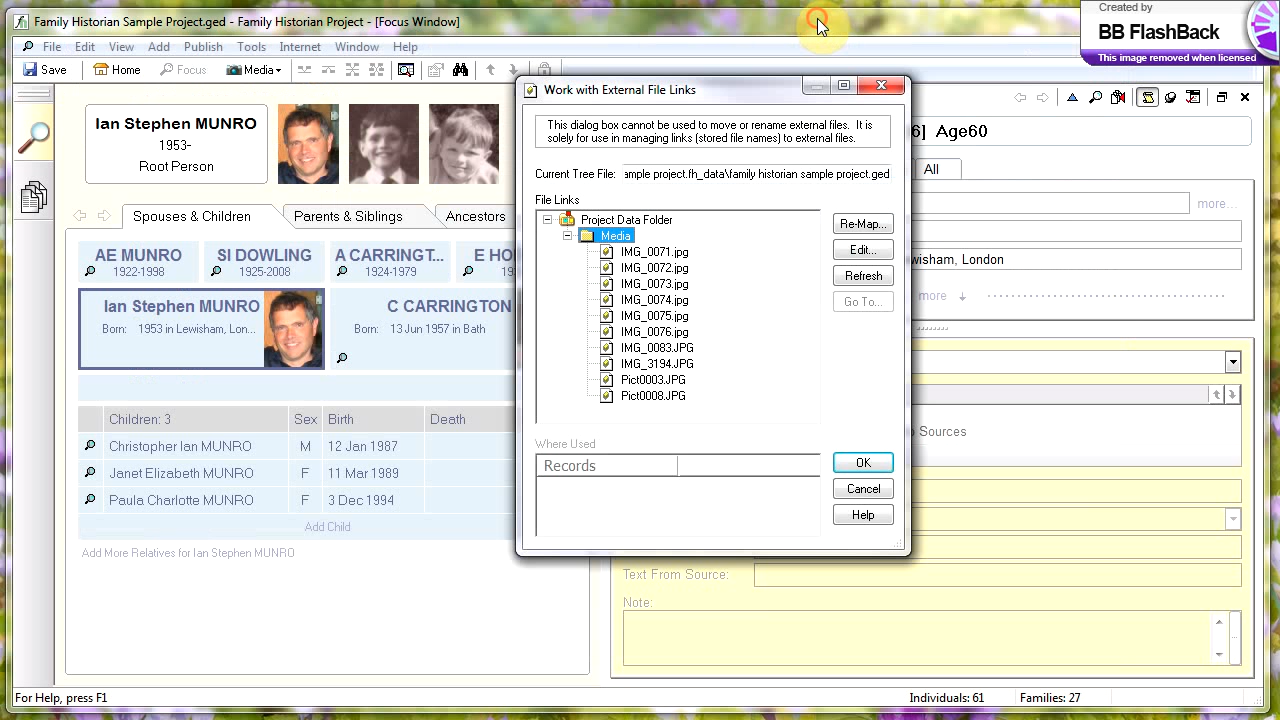 Family Historian Sample Project.ged - Family Historian Project - [Focus Window]
Created by
BB FlashBack
This image removed when licensed
File Edit View Add Publish Tools Internet Window Help
Save Home Focus Media
Ian Stephen MUNRO
1953-
Root Person
Work with External File Links
This dialog box cannot be used to move or rename external files. It is
solely for use in managing links (stored file names) to external files.
Current Tree File: ample project.fh_data\family historian sample project.ged
File Links
Project Data Folder
Media
IMG_0071.jpg
IMG_0072.jpg
IMG_0073.jpg
IMG_0074.jpg
IMG_0075.jpg
IMG_0076.jpg
IMG_0083.JPG
IMG_3194.JPG
Pict0003.JPG
Pict0008.JPG
Re-Map...
Edit...
Refresh
Go To...
Where Used
Records
OK
Cancel
Help
6] Age60
All
more...
wisham, London
more
Sources
Text From Source:
Note:
Spouses & Children Parents & Siblings Ancestors
AE MUNRO
1922-1998
SI DOWLING
1925-2008
A CARRINGT...
1924-1979
E HO
19
Ian Stephen MUNRO
Born: 1953 in Lewisham, Lon...
C CARRINGTON
Born: 13 Jun 1957 in Bath
Children: 3 Sex Birth Death
Christopher Ian MUNRO M 12 Jan 1987
Janet Elizabeth MUNRO F 11 Mar 1989
Paula Charlotte MUNRO F 3 Dec 1994
Add Child
Add More Relatives for Ian Stephen MUNRO
For Help, press F1
Individuals: 61 Families: 27